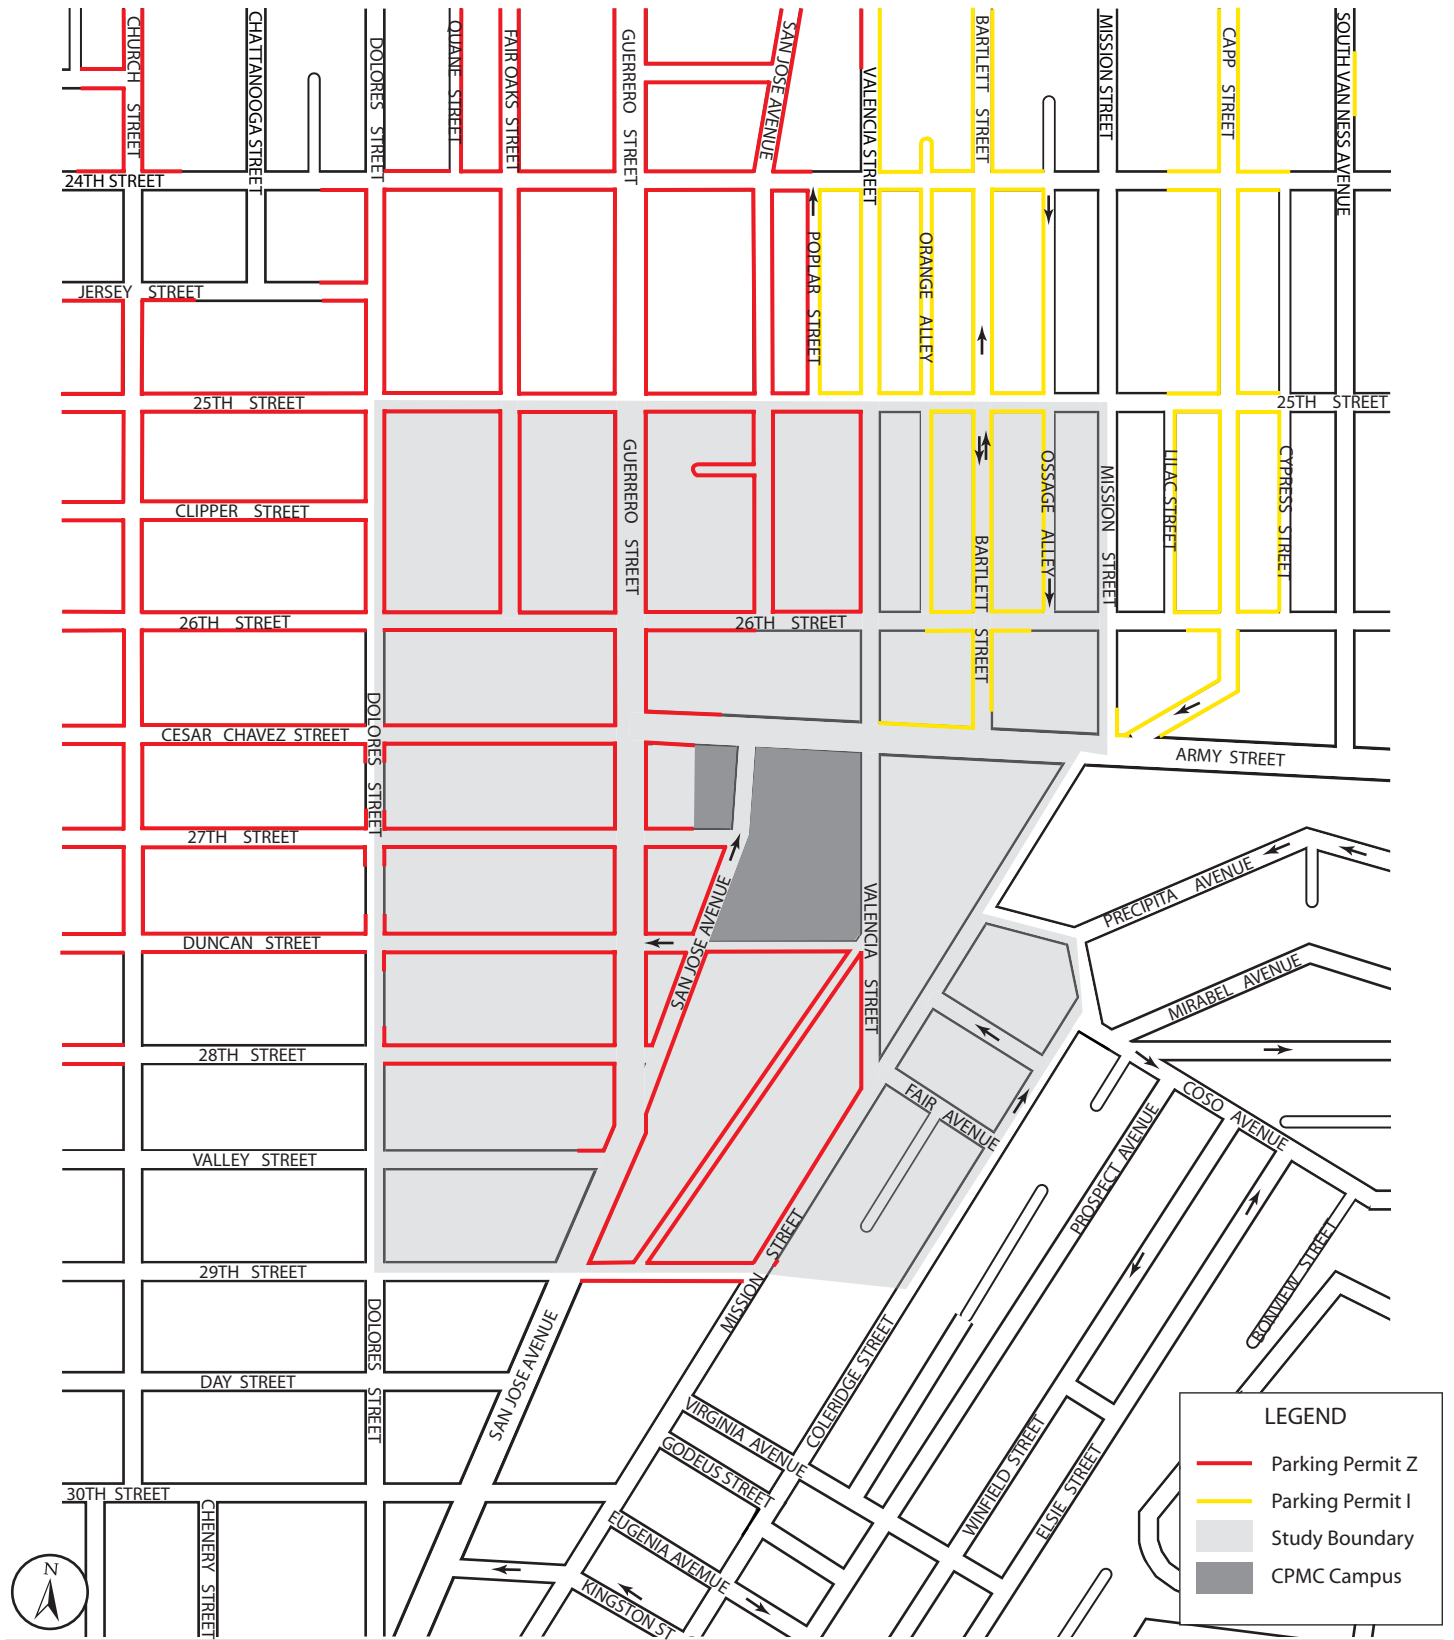 CHURCH STREET
CHATTANOOGA STREET
DOLORES STREET
QUANE STREET
FAIR OAKS STREET
GUERRERO STREET
SAN JOSE AVENUE
VALENCIA STREET
BARTLETT STREET
MISSION STREET
CAPP STREET
SOUTH VAN NESS AVENUE
24TH STREET
POPLAR STREET
ORANGE ALLEY
JERSEY STREET
25TH STREET
25TH STREET
GUERRERO STREET
OSSAGE ALLEY
MISSION STREET
LILAC STREET
CYPRESS STREET
CLIPPER STREET
BARTLETT STREET
26TH STREET
26TH STREET
DOLORES STREET
CESAR CHAVEZ STREET
ARMY STREET
27TH STREET
PRECIPITA AVENUE
SAN JOSE AVENUE
VALENCIA STREET
DUNCAN STREET
MIRABEL AVENUE
28TH STREET
FAIR AVENUE
COSO AVENUE
PROSPECT AVENUE
VALLEY STREET
29TH STREET
MISSION STREET
BONVIEW STREET
DOLORES STREET
SAN JOSE AVENUE
COLERIDGE STREET
DAY STREET
VIRGINIA AVENUE
GODEUS STREET
WINFIELD STREET
ELSIE STREET
30TH STREET
CHENERY STREET
EUGENIA AVEMUE
KINGSTON ST
N
LEGEND
Parking Permit Z
Parking Permit I
Study Boundary
CPMC Campus